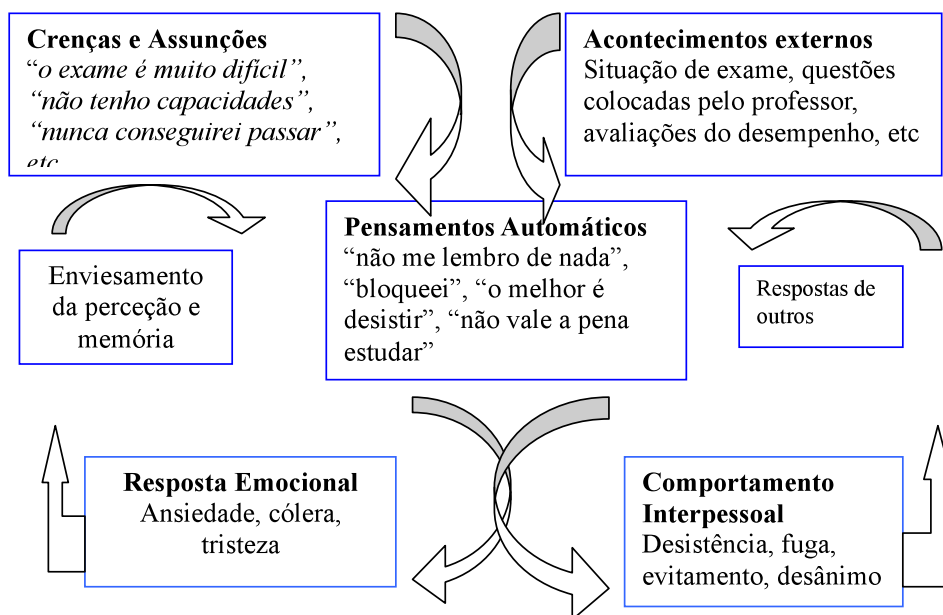 Crenças e Assunções
“o exame é muito difícil”,
“não tenho capacidades”,
“nunca conseguirei passar”,
etc
Acontecimentos externos
Situação de exame, questões
colocadas pelo professor,
avaliações do desempenho, etc
Pensamentos Automáticos
“não me lembro de nada”,
“bloqueei”, “o melhor é
desistir”, “não vale a pena
estudar”
Enviesamento
da perceção e
memória
Respostas de
outros
Resposta Emocional
Ansiedade, cólera,
tristeza
Comportamento
Interpessoal
Desistência, fuga,
evitamento, desânimo